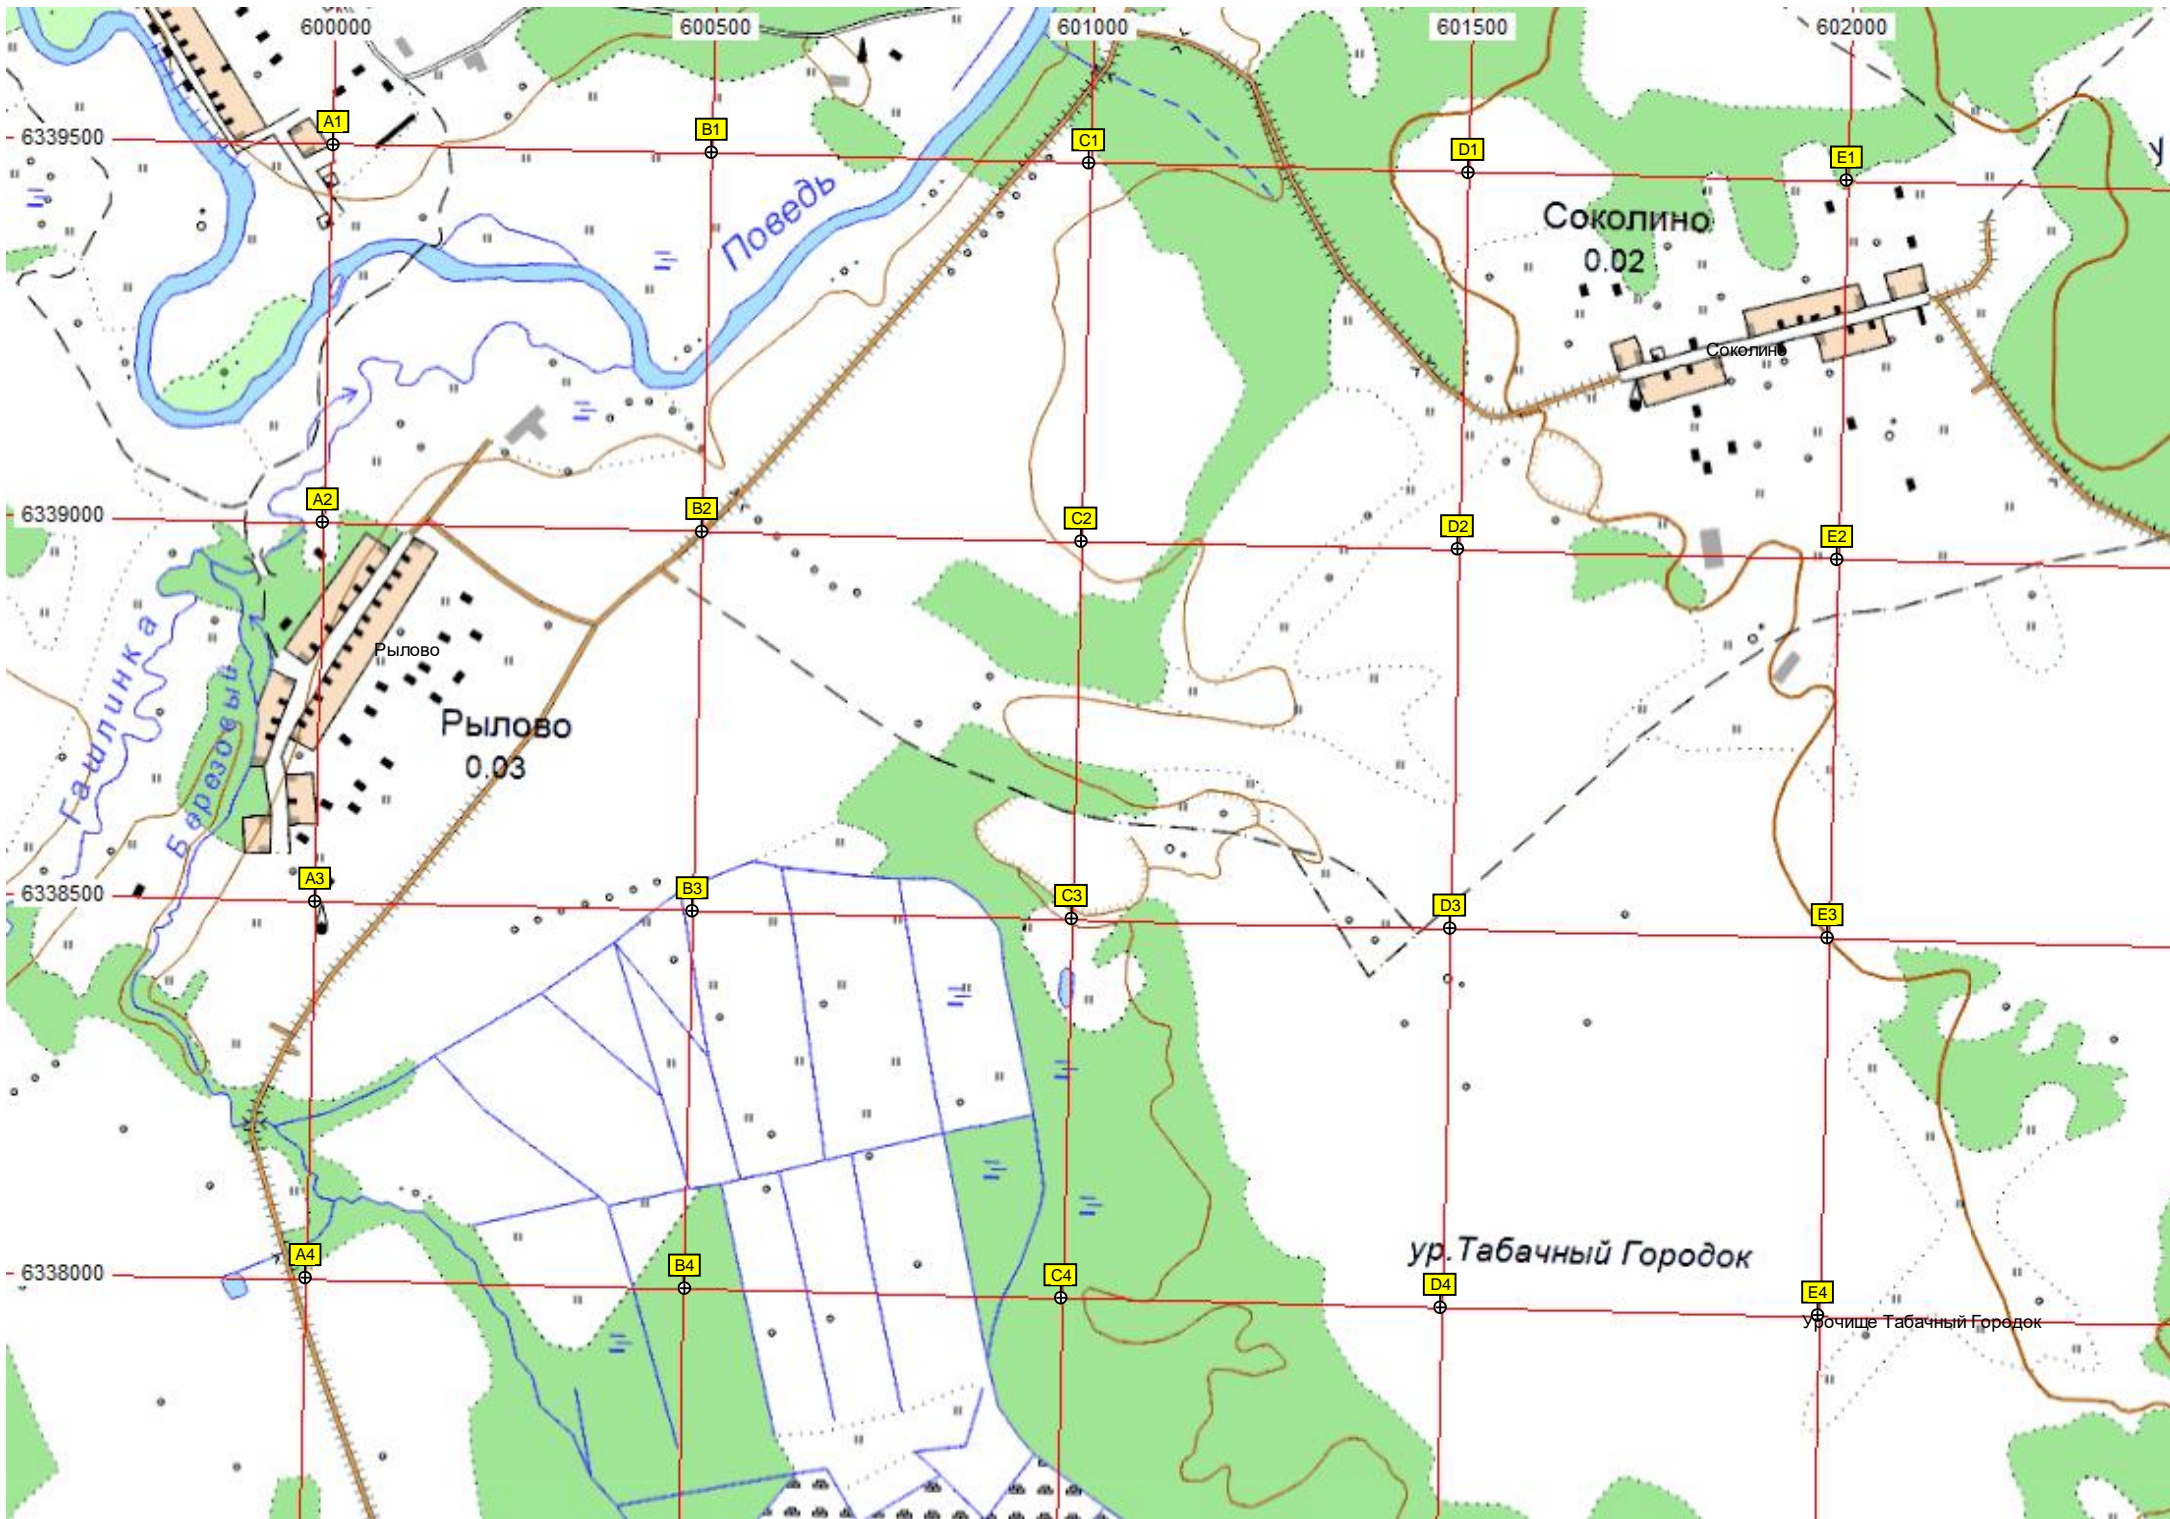 600000 600500 601000 601500 602000
6339500 A1 B1 C1 D1 E1
у
Поведь
Соколино
0.02
Соколино
6339000 A2 B2 C2 D2 E2
Гашлинка
Березовый
Рылово
Рылово
0.03
6338500 A3 B3 C3 D3 E3
ур.Табачный Городок
6338000 A4 B4 C4 D4 E4
Урочище Табачный Городок